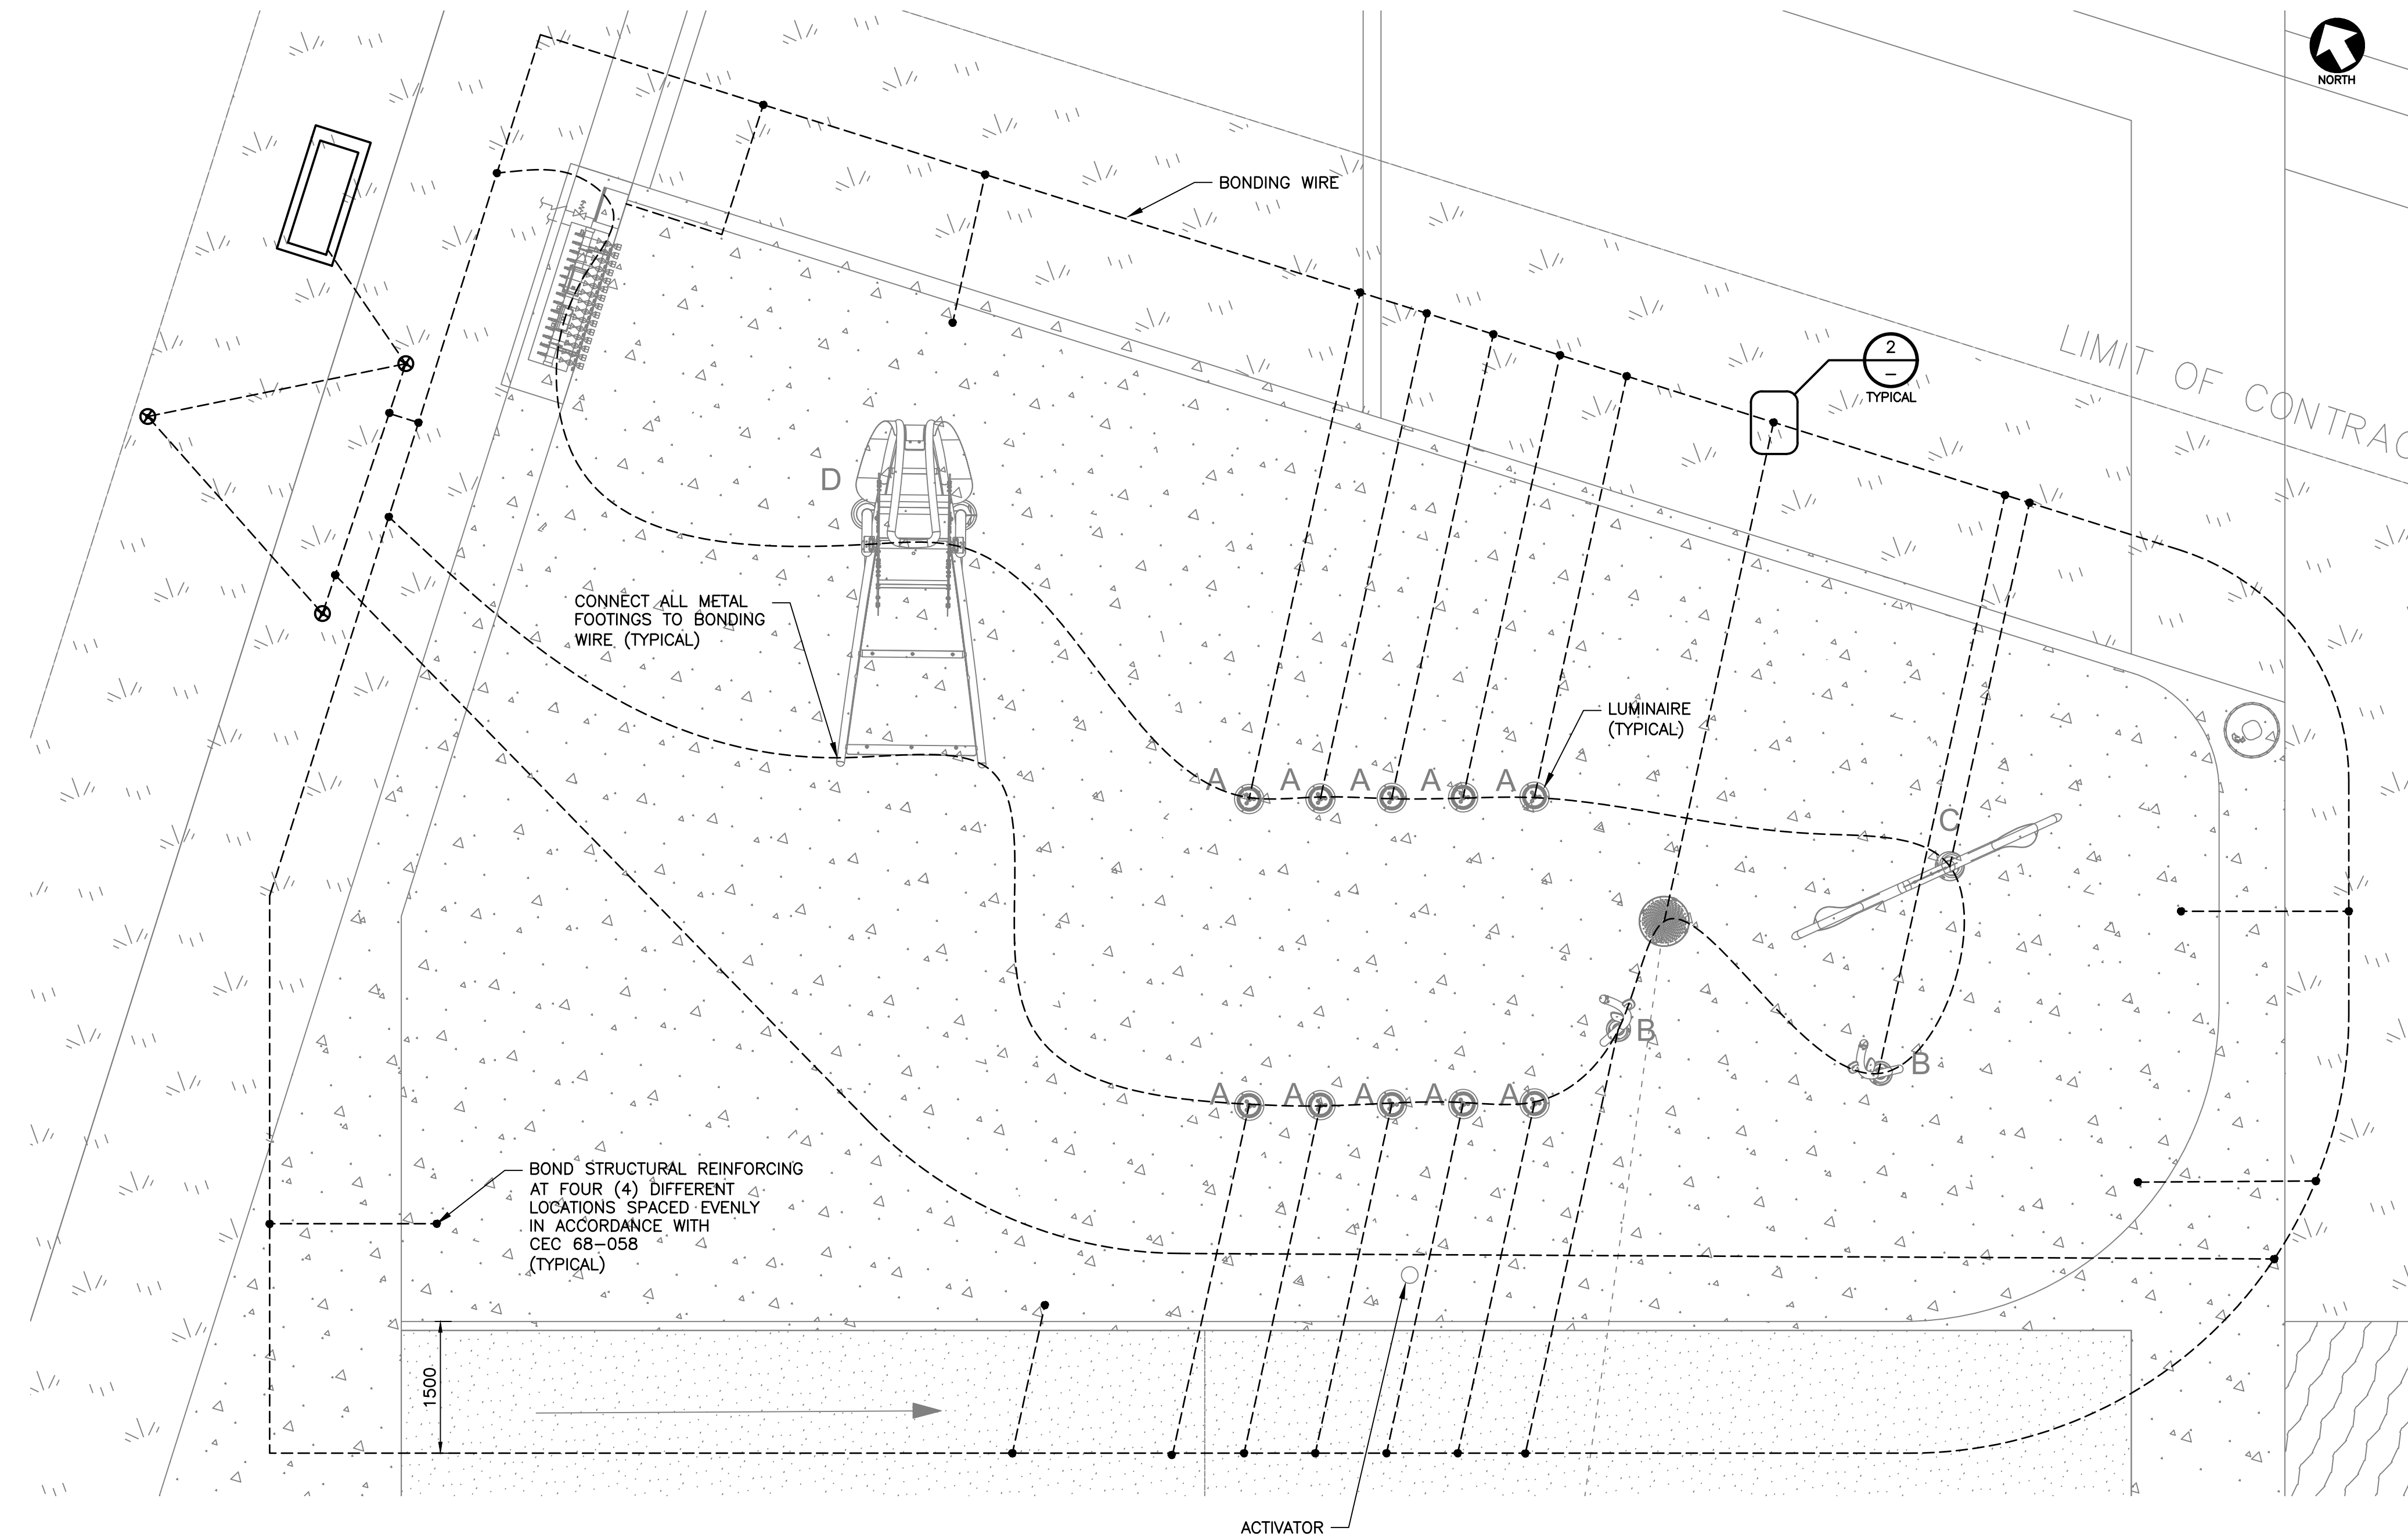 NORTH
BONDING WIRE
2
–
TYPICAL
LIMIT OF CONTRAC
D
CONNECT ALL METAL
FOOTINGS TO BONDING
WIRE (TYPICAL)
LUMINAIRE
(TYPICAL)
A A A A A
C
B
B
A A A A A
BOND STRUCTURAL REINFORCING
AT FOUR (4) DIFFERENT
LOCATIONS SPACED EVENLY
IN ACCORDANCE WITH
CEC 68-058
(TYPICAL)
1500
ACTIVATOR